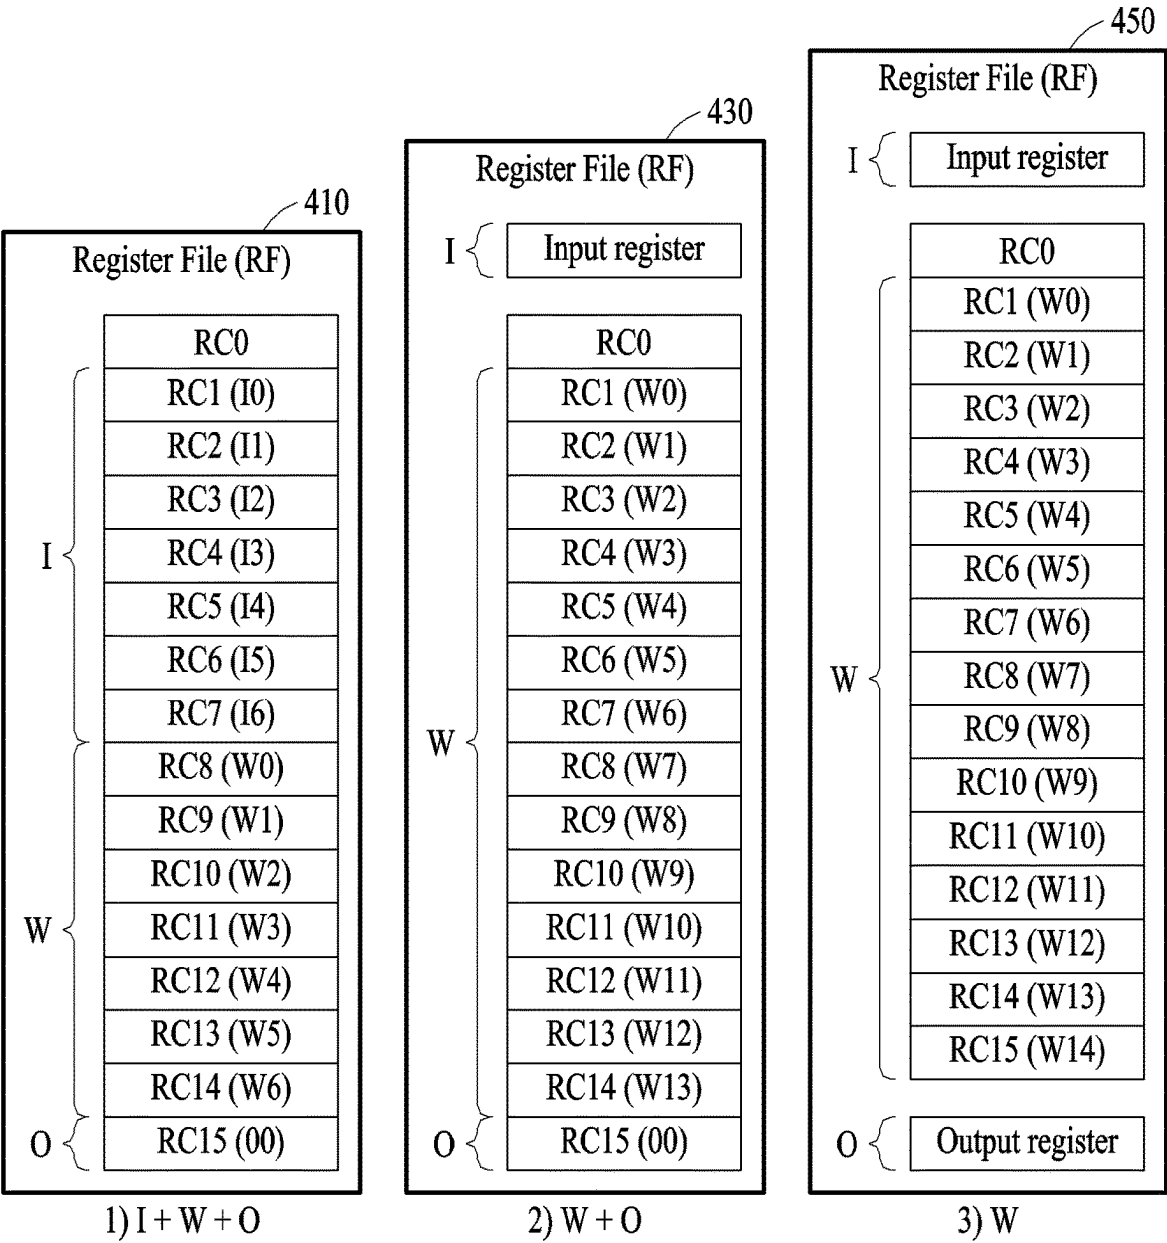 410
Register File (RF)
RC0
I
RC1 (I0)
RC2 (I1)
RC3 (I2)
RC4 (I3)
RC5 (I4)
RC6 (I5)
RC7 (I6)
W
RC8 (W0)
RC9 (W1)
RC10 (W2)
RC11 (W3)
RC12 (W4)
RC13 (W5)
RC14 (W6)
O
RC15 (00)
1) I + W + O
430
Register File (RF)
I
Input register
RC0
W
RC1 (W0)
RC2 (W1)
RC3 (W2)
RC4 (W3)
RC5 (W4)
RC6 (W5)
RC7 (W6)
RC8 (W7)
RC9 (W8)
RC10 (W9)
RC11 (W10)
RC12 (W11)
RC13 (W12)
RC14 (W13)
O
RC15 (00)
2) W + O
450
Register File (RF)
I
Input register
RC0
W
RC1 (W0)
RC2 (W1)
RC3 (W2)
RC4 (W3)
RC5 (W4)
RC6 (W5)
RC7 (W6)
RC8 (W7)
RC9 (W8)
RC10 (W9)
RC11 (W10)
RC12 (W11)
RC13 (W12)
RC14 (W13)
RC15 (W14)
O
Output register
3) W